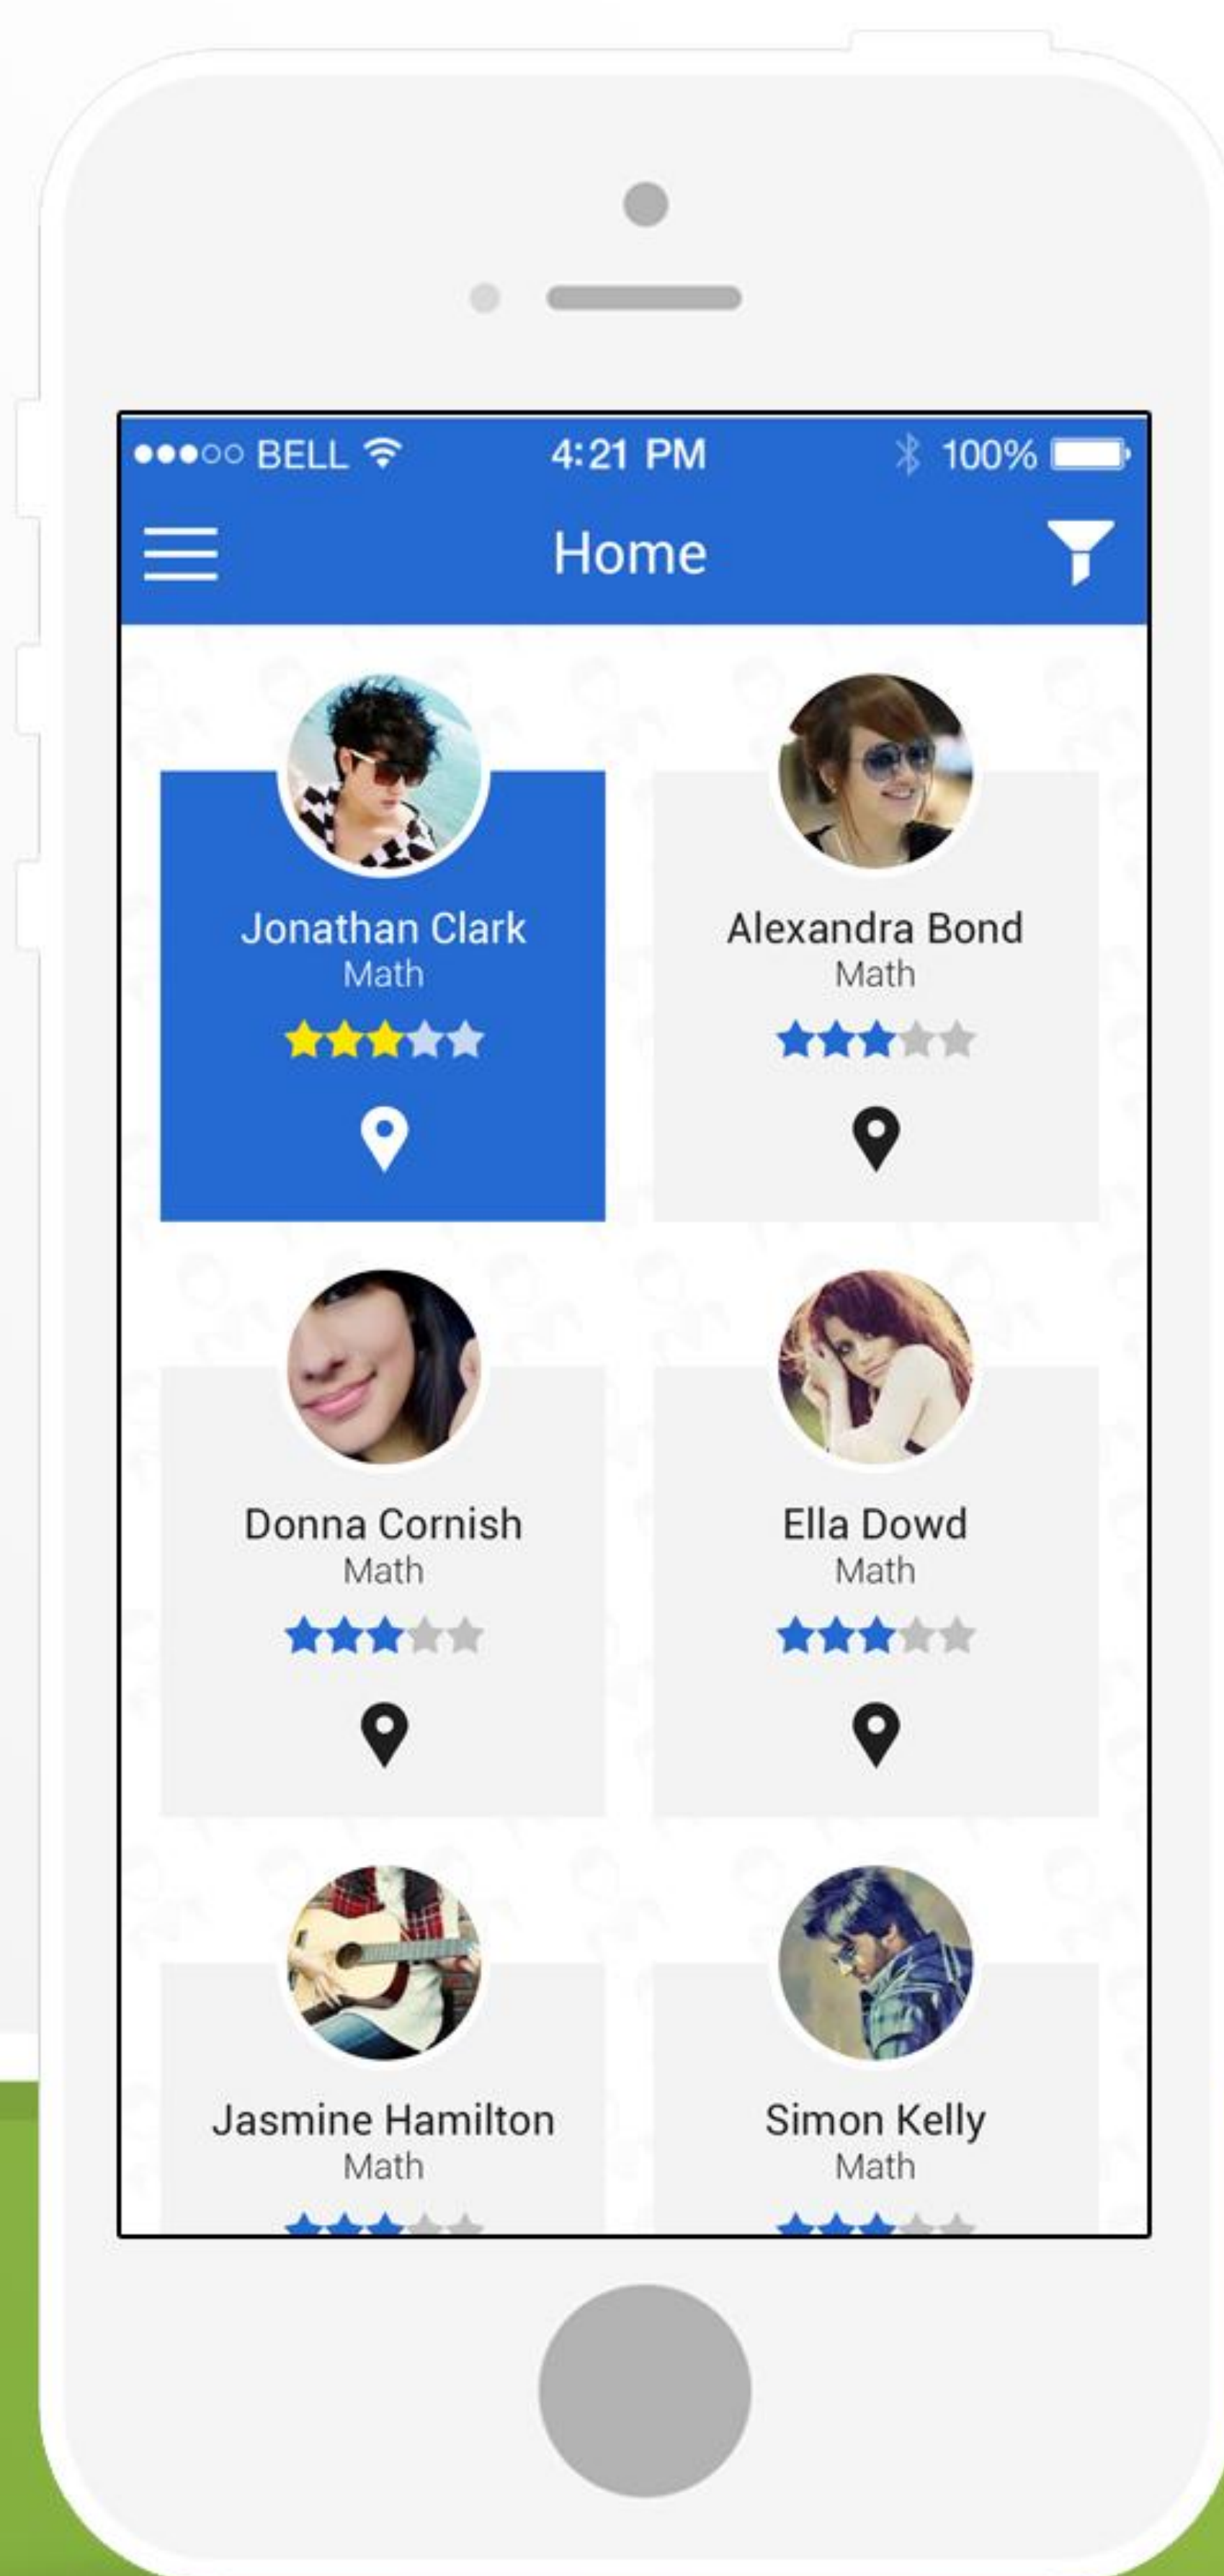 BELL 4:21 PM 100%
Home
Jonathan Clark
Math
Alexandra Bond
Math
Donna Cornish
Math
Ella Dowd
Math
Jasmine Hamilton
Math
Simon Kelly
Math